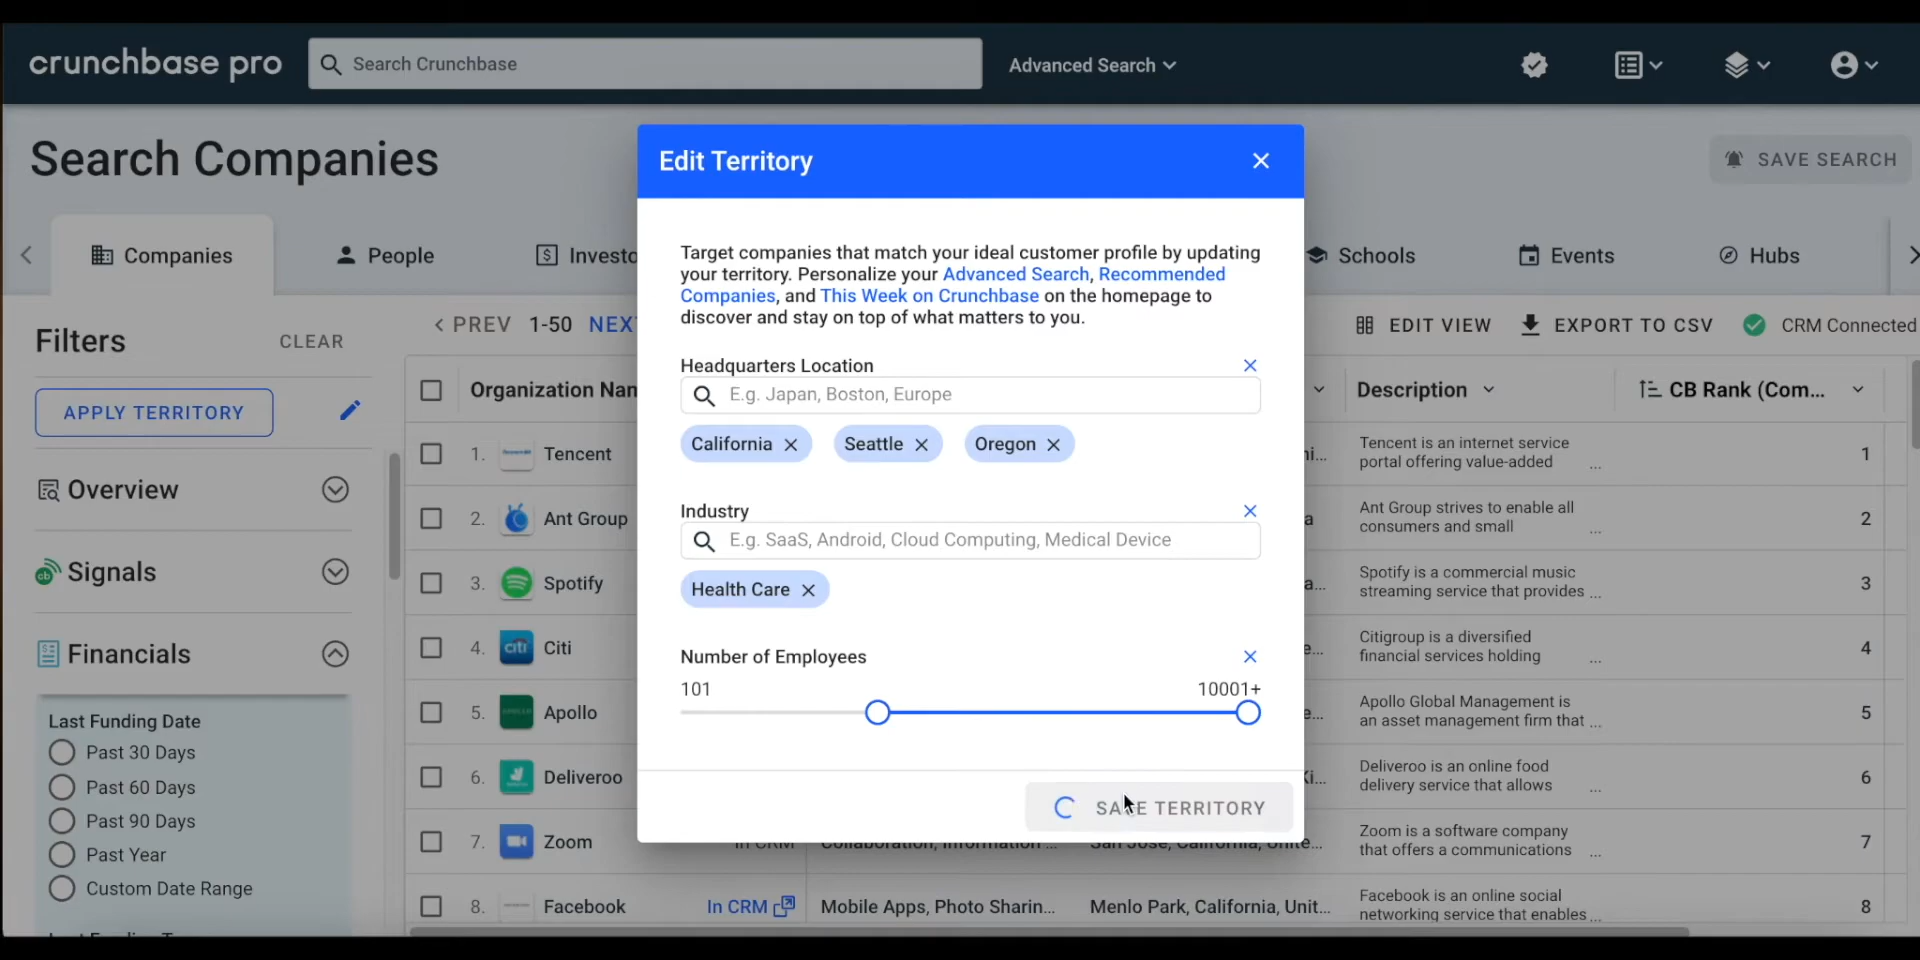 crunchbase pro
Search Crunchbase
Advanced Search
Search Companies
SAVE SEARCH
Companies
People
Investo
Schools
Events
Hubs
Filters
CLEAR
APPLY TERRITORY
Overview
Signals
Financials
Last Funding Date
Past 30 Days
Past 60 Days
Past 90 Days
Past Year
Custom Date Range
PREV 1-50 NEXT
EDIT VIEW
EXPORT TO CSV
CRM Connected
Organization Nam
Description
CB Rank (Com...
1. Tencent
Tencent is an internet service
portal offering value-added ...
1
2. Ant Group
Ant Group strives to enable all
consumers and small ...
2
3. Spotify
Spotify is a commercial music
streaming service that provides ...
3
4. Citi
Citigroup is a diversified
financial services holding ...
4
5. Apollo
Apollo Global Management is
an asset management firm that ...
5
6. Deliveroo
Deliveroo is an online food
delivery service that allows ...
6
7. Zoom
In CRM
Collaboration, Information ...
San Jose, California, Unite...
Zoom is a software company
that offers a communications ...
7
8. Facebook
In CRM
Mobile Apps, Photo Sharin...
Menlo Park, California, Unit...
Facebook is an online social
networking service that enables ...
8
Edit Territory
Target companies that match your ideal customer profile by updating
your territory. Personalize your Advanced Search, Recommended
Companies, and This Week on Crunchbase on the homepage to
discover and stay on top of what matters to you.
Headquarters Location
E.g. Japan, Boston, Europe
California
Seattle
Oregon
Industry
E.g. SaaS, Android, Cloud Computing, Medical Device
Health Care
Number of Employees
101
10001+
SAVE TERRITORY